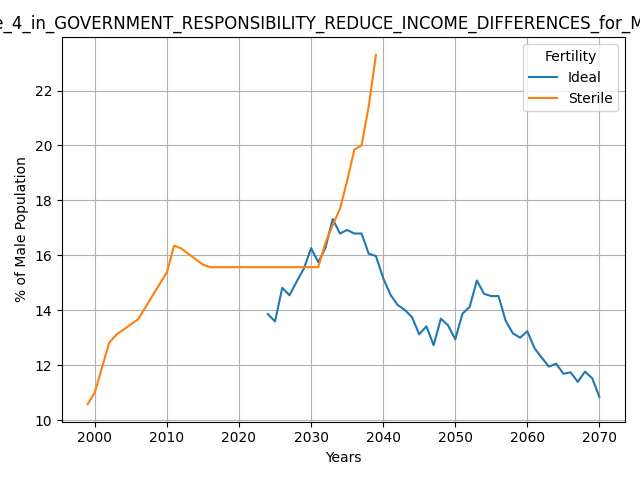 e_4_in_GOVERNMENT_RESPONSIBILITY_REDUCE_INCOME_DIFFERENCES_for_M
Fertility
Ideal
Sterile
% of Male Population
22
20
18
16
14
12
10
2000 2010 2020 2030 2040 2050 2060 2070
Years